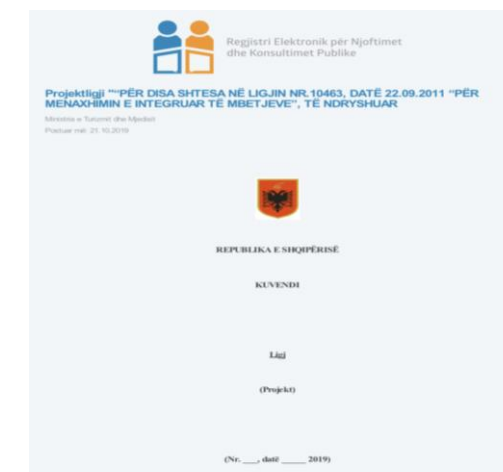 Regjistri Elektronik për Njoftimet
dhe Konsultimet Publike
Projektligji "“PËR DISA SHTESA NË LIGJIN NR.10463, DATË 22.09.2011 “PËR
MENAXHIMIN E INTEGRUAR TË MBETJEVE”, TË NDRYSHUAR
Ministria e Turizmit dhe Mjedisit
Postuar më: 21.10.2019
REPUBLIKA E SHQIPËRISË
KUVENDI
Ligj
(Projekt)
(Nr. ___, datë _____ 2019)